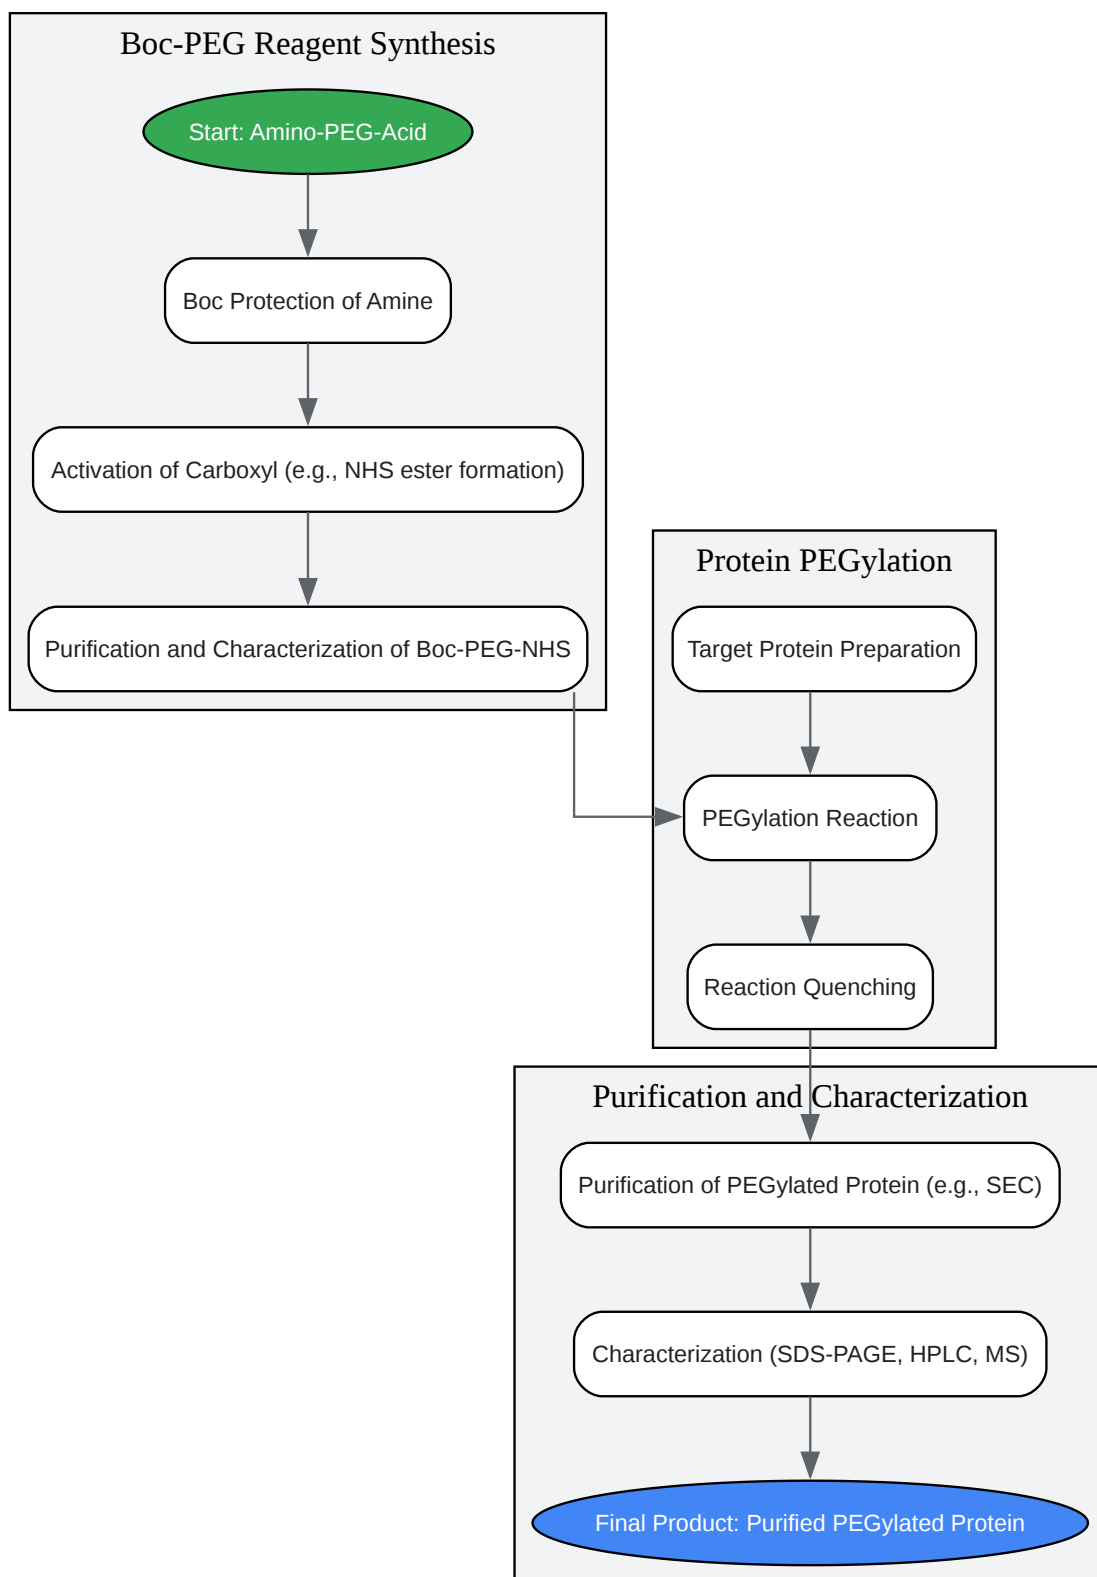 Boc-PEG Reagent Synthesis
Start: Amino-PEG-Acid
Boc Protection of Amine
Activation of Carboxyl (e.g., NHS ester formation)
Purification and Characterization of Boc-PEG-NHS
Protein PEGylation
Target Protein Preparation
PEGylation Reaction
Reaction Quenching
Purification and Characterization
Purification of PEGylated Protein (e.g., SEC)
Characterization (SDS-PAGE, HPLC, MS)
Final Product: Purified PEGylated Protein